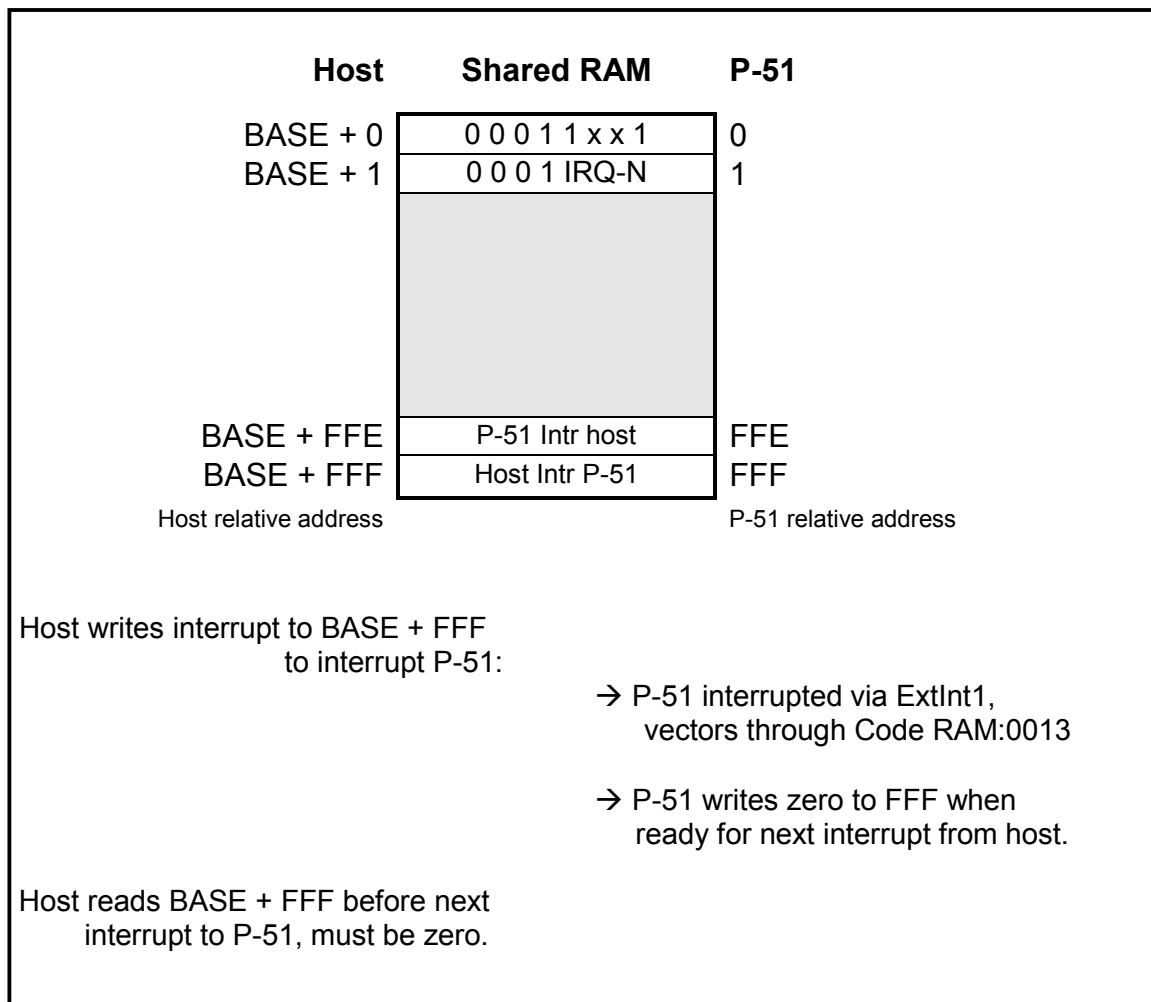 Host Shared RAM P-51
BASE + 0 0 0 0 1 1 x x 1 0
BASE + 1 0 0 0 1 IRQ-N 1
BASE + FFE P-51 Intr host FFE
BASE + FFF Host Intr P-51 FFF
Host relative address P-51 relative address
Host writes interrupt to BASE + FFF
to interrupt P-51:
→ P-51 interrupted via ExtInt1,
vectors through Code RAM:0013
→ P-51 writes zero to FFF when
ready for next interrupt from host.
Host reads BASE + FFF before next
interrupt to P-51, must be zero.